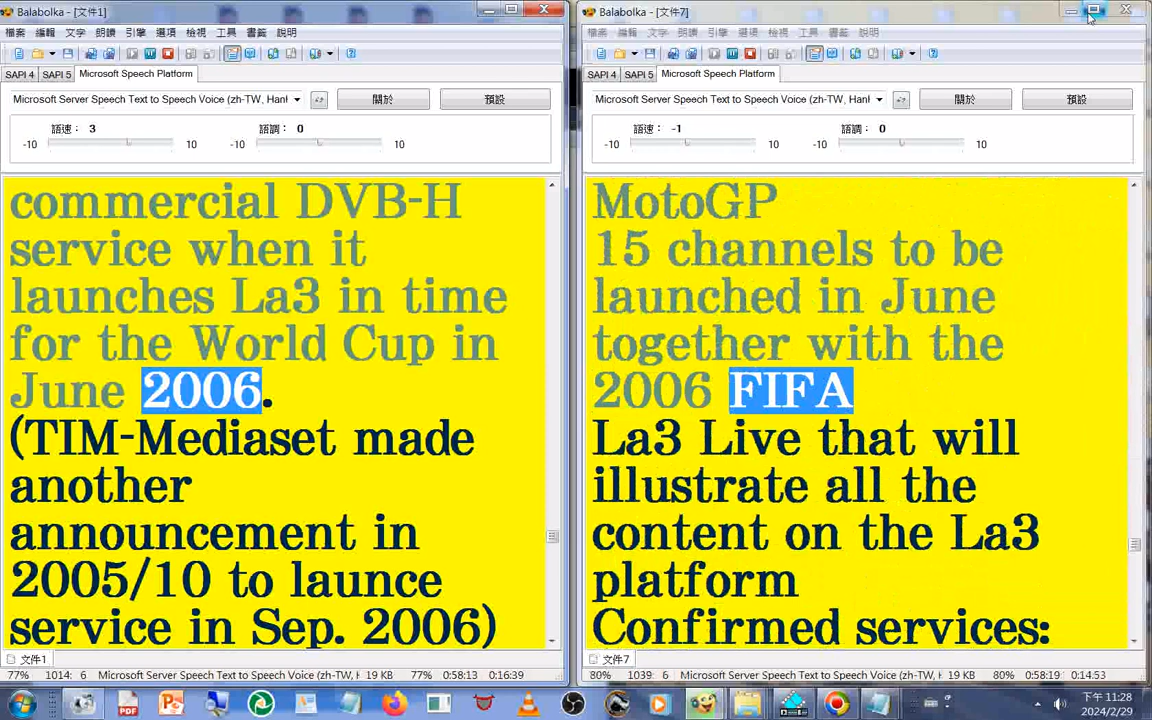 Balabolka - [文件1]
檔案 編輯 文字 朗讀 引擎 選項 檢視 工具 書籤 說明
SAPI 4 SAPI 5 Microsoft Speech Platform
Microsoft Server Speech Text to Speech Voice (zh-TW, Hanl
關於 預設
語速： 3 語調： 0
-10 10 -10 10
commercial DVB-H
service when it
launches La3 in time
for the World Cup in
June 2006.
(TIM-Mediaset made
another
announcement in
2005/10 to launce
service in Sep. 2006)
文件1
77% 1014: 6 Microsoft Server Speech Text to Speech Voice (zh-TW, H 19 KB 77% 0:58:13 0:16:39
Balabolka - [文件7]
檔案 編輯 文字 朗讀 引擎 選項 檢視 工具 書籤 說明
SAPI 4 SAPI 5 Microsoft Speech Platform
Microsoft Server Speech Text to Speech Voice (zh-TW, Hanl
關於 預設
語速： -1 語調： 0
-10 10 -10 10
MotoGP
15 channels to be
launched in June
together with the
2006 FIFA
La3 Live that will
illustrate all the
content on the La3
platform
Confirmed services:
文件7
80% 1039: 6 Microsoft Server Speech Text to Speech Voice (zh-TW, H 19 KB 80% 0:58:19 0:14:53
下午 11:28
2024/2/29